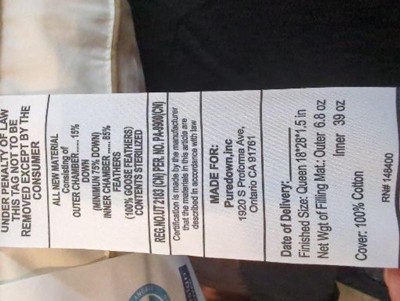 UNDER PENALTY OF LAW
THIS TAG NOT TO BE
REMOVED EXCEPT BY THE
CONSUMER
ALL NEW MATERIAL
Consisting of
OUTER CHAMBER...... 15%
DOWN
(MINIMUM 75% DOWN)
INNER CHAMBER...... 85%
FEATHERS
(100% GOOSE FEATHERS)
CONTENTS STERILIZED
REG.NO.JJ 2169 (CN) PER. NO. PA-8900(CN)
Certification is made by the manufacturer
that the materials in this article are
described in accordance with law
MADE FOR:
Puredown,inc
1920 S Proforma Ave,
Ontario CA 91761
Date of Delivery:
Finished Size: Queen 18*28*1.5 in
Net Wgt of Filling Mat.: Outer 6.8 oz
Inner 39 oz
Cover: 100% Cotton
RN# 148400